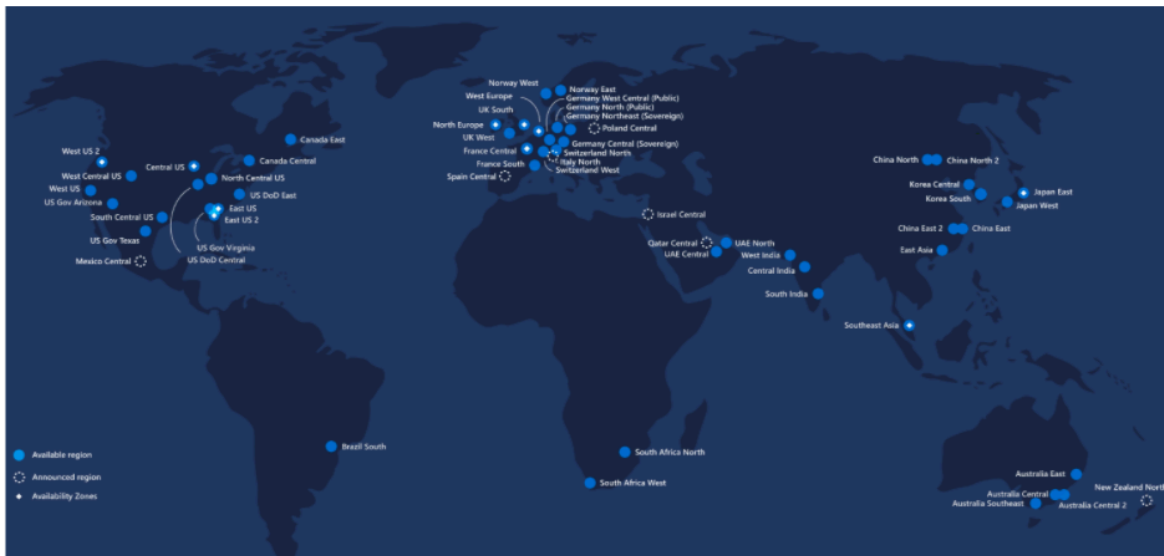 Norway West
Norway East
West Europe
Germany West Central (Public)
UK South
Germany North (Public)
Germany Northeast (Sovereign)
North Europe
Poland Central
UK West
Germany Central (Sovereign)
France Central
Switzerland North
Italy North
France South
Switzerland West
Spain Central
Canada East
West US 2
Central US
Canada Central
West Central US
North Central US
West US
US DoD East
US Gov Arizona
East US
South Central US
East US 2
US Gov Texas
US Gov Virginia
Mexico Central
US DoD Central
Israel Central
Qatar Central
UAE North
UAE Central
West India
Central India
South India
China North
China North 2
Korea Central
Korea South
Japan East
Japan West
China East 2
China East
East Asia
Southeast Asia
Brazil South
South Africa North
South Africa West
Australia East
New Zealand North
Australia Central
Australia Southeast
Australia Central 2
Available region
Announced region
Availability Zones